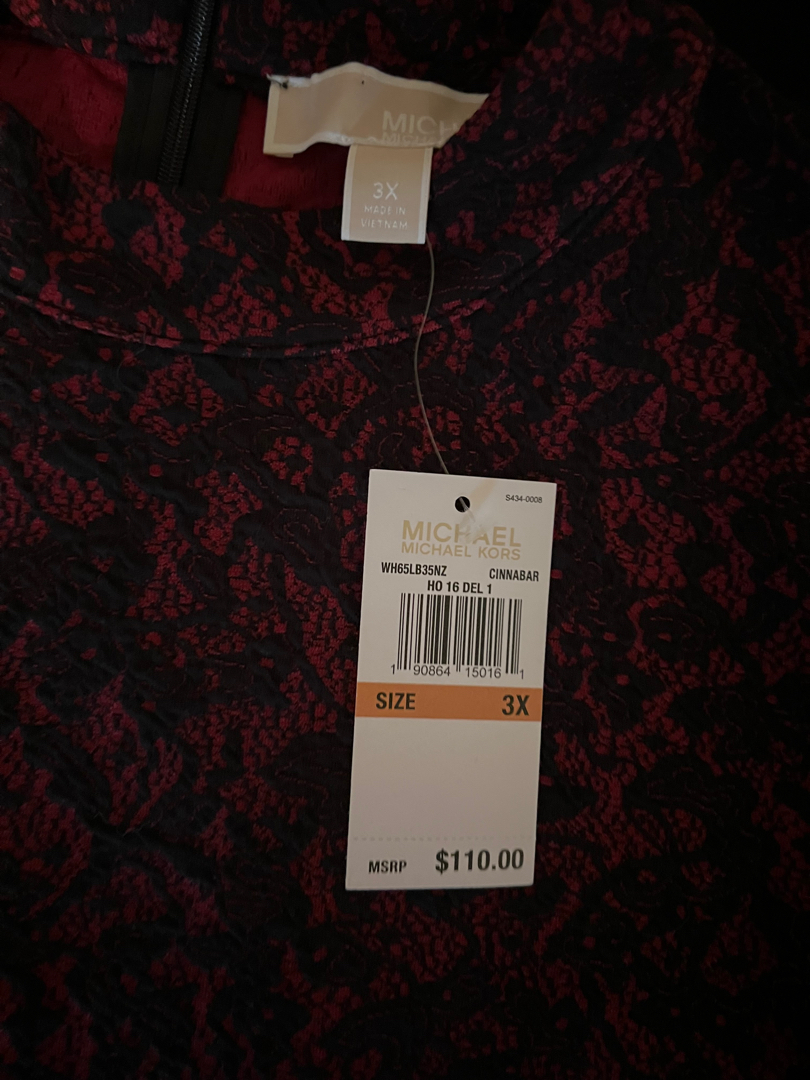 MICH
3X
MADE IN
VIETNAM
S434-0008
MICHAEL
MICHAEL KORS
WH65LB35NZ CINNABAR
HO 16 DEL 1
1 90864 15016 1
SIZE 3X
MSRP $110.00